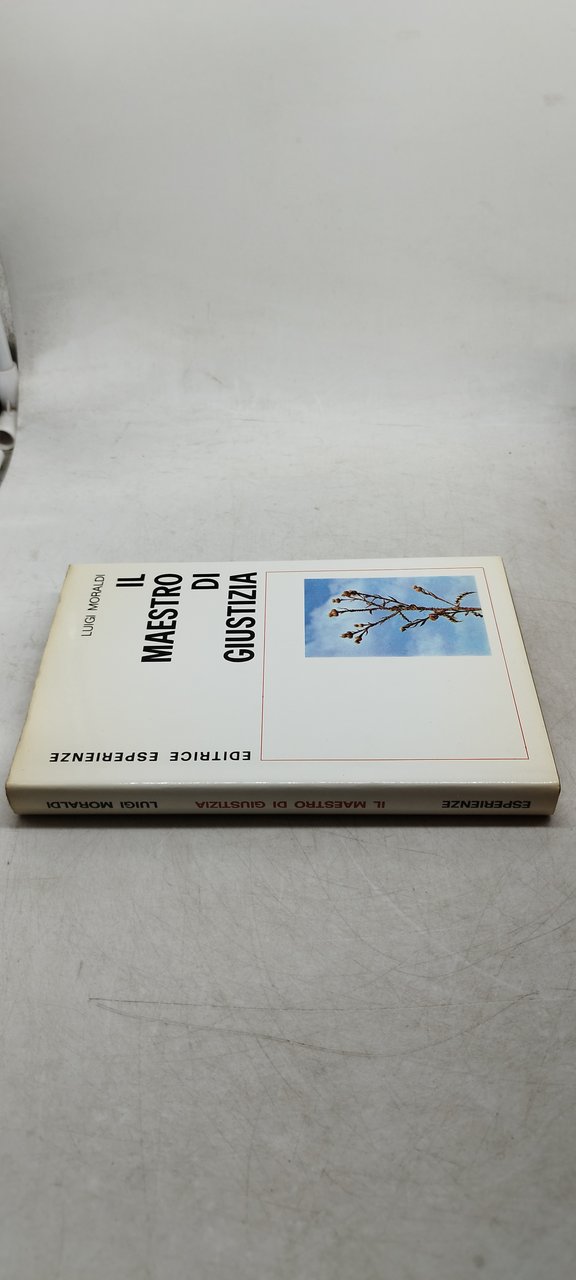 LUIGI MORALDI
IL
MAESTRO
DI
GIUSTIZIA
EDITRICE ESPERIENZE
LUIGI MORALDI
IL MAESTRO DI GIUSTIZIA
ESPERIENZE